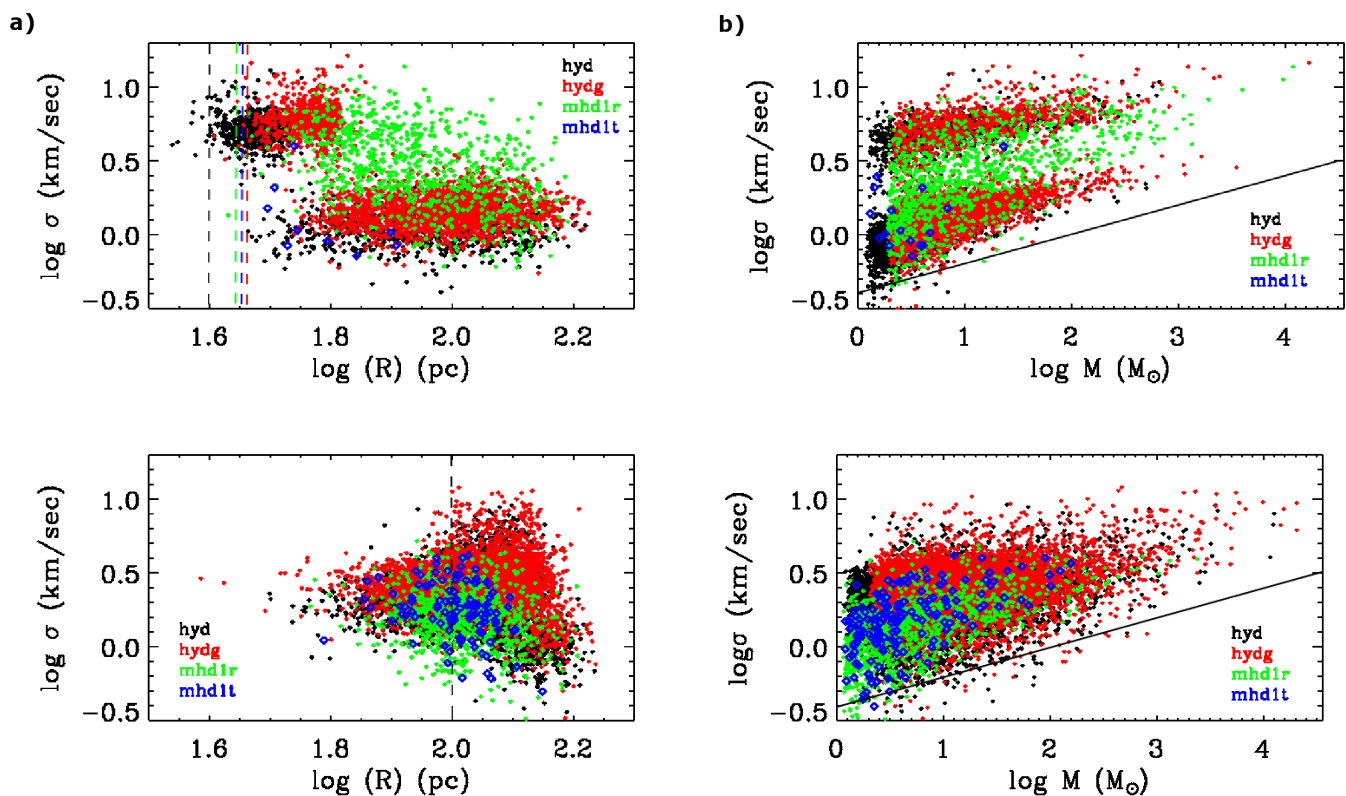 a)
b)
1.0
0.5
0.0
−0.5
log σ (km/sec)
hyd
hydg
mhd1r
mhd1t
1.6 1.8 2.0 2.2
log (R) (pc)
1.0
0.5
0.0
−0.5
logσ (km/sec)
hyd
hydg
mhd1r
mhd1t
0 1 2 3 4
log M (M⊙)
1.0
0.5
0.0
−0.5
log σ (km/sec)
hyd
hydg
mhd1r
mhd1t
1.6 1.8 2.0 2.2
log (R) (pc)
1.0
0.5
0.0
−0.5
logσ (km/sec)
hyd
hydg
mhd1r
mhd1t
0 1 2 3 4
log M (M⊙)